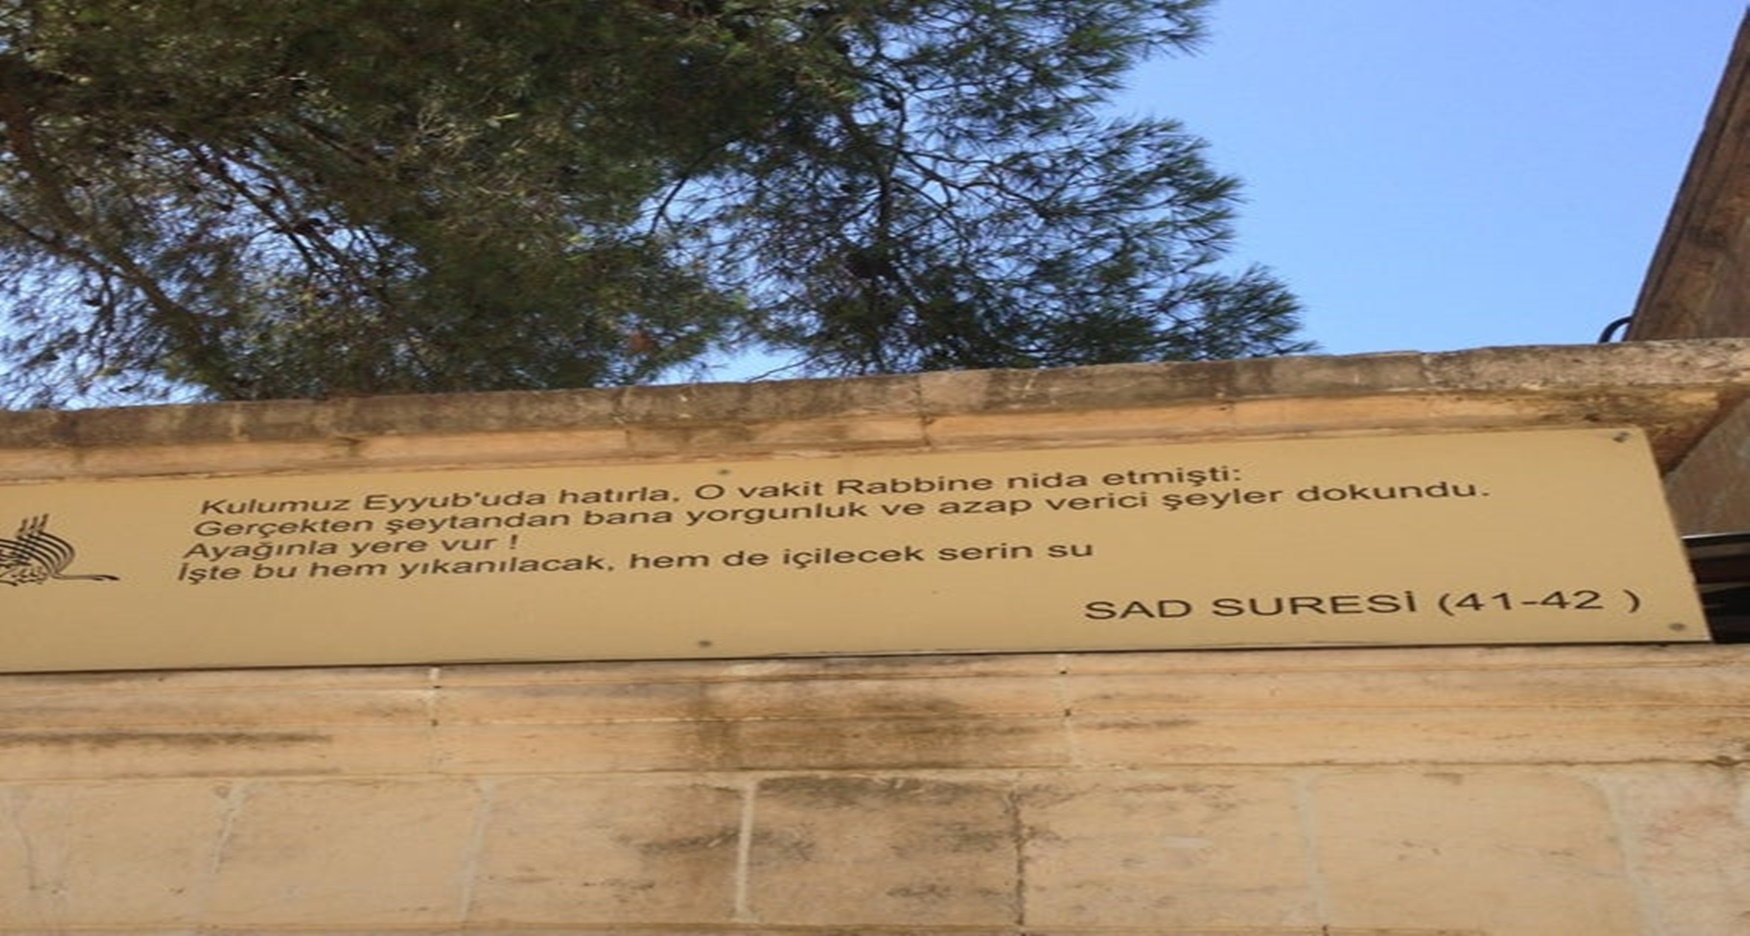 Kulumuz Eyyub'uda hatırla, O vakit Rabbine nida etmişti:
Gerçekten şeytandan bana yorgunluk ve azap verici şeyler dokundu.
Ayağınla yere vur !
İşte bu hem yıkanılacak, hem de içilecek serin su
SAD SURESİ (41-42 )